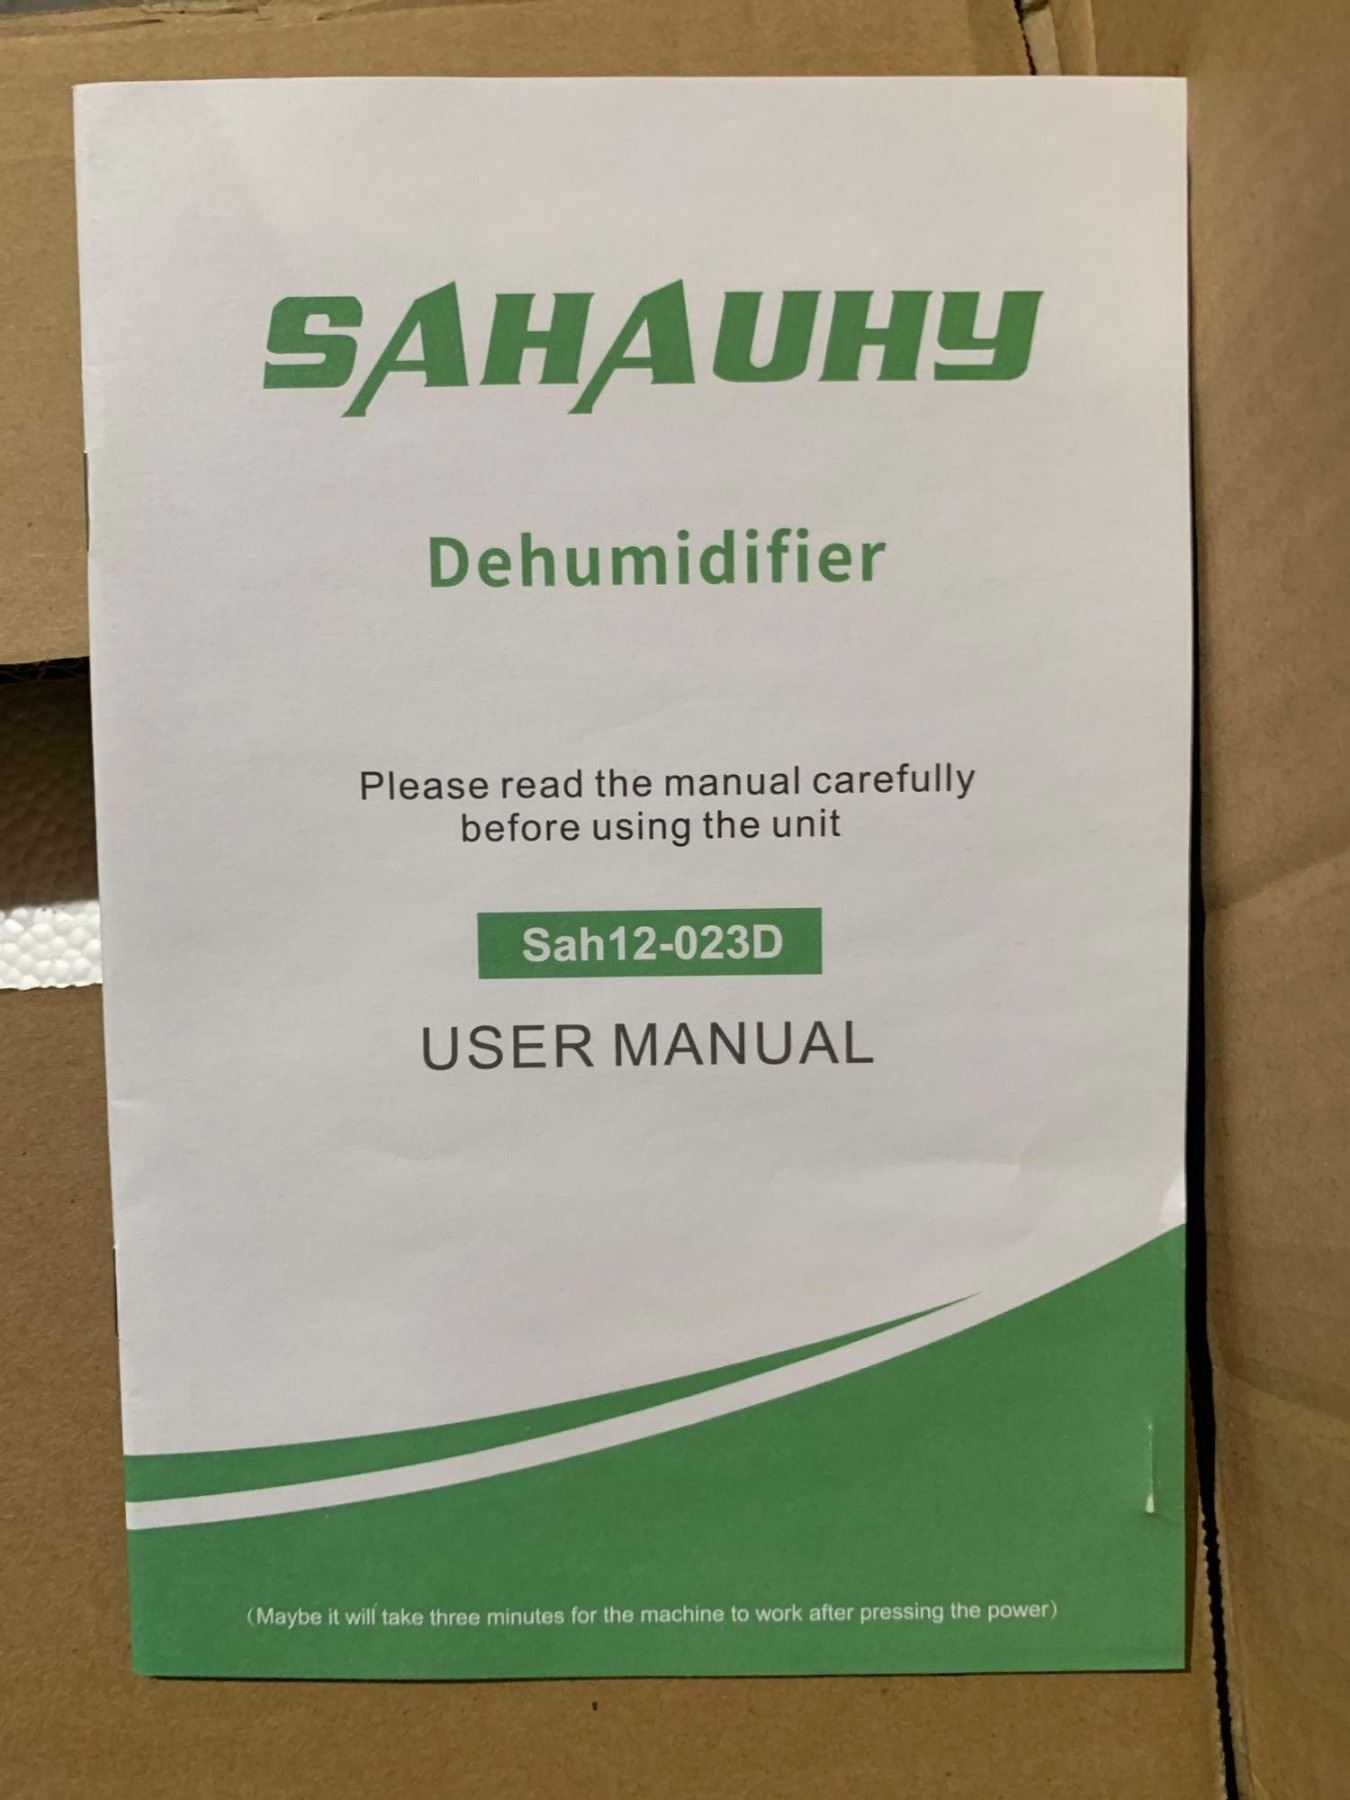 SAHAUHY
Dehumidifier
Please read the manual carefully
before using the unit
Sah12-023D
USER MANUAL
(Maybe it will take three minutes for the machine to work after pressing the power)